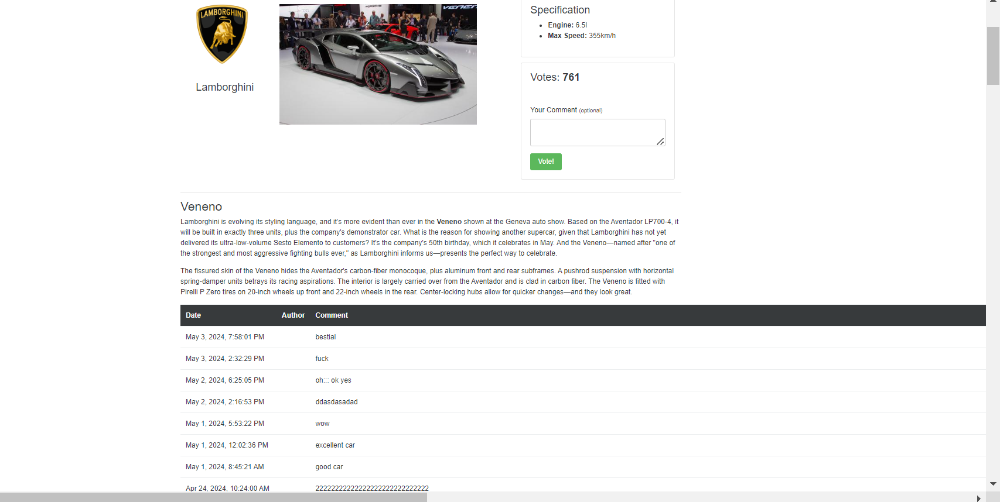 LAMBORGHINI
Lamborghini
PORSCHE
VENENO
Specification
Engine: 6.5l
Max Speed: 355km/h
Votes: 761
Your Comment (optional)
Vote!
Veneno
Lamborghini is evolving its styling language, and it’s more evident than ever in the Veneno shown at the Geneva auto show. Based on the Aventador LP700-4, it
will be built in exactly three units, plus the company's demonstrator car. What is the reason for showing another supercar, given that Lamborghini has not yet
delivered its ultra-low-volume Sesto Elemento to customers? It's the company's 50th birthday, which it celebrates in May. And the Veneno—named after "one of
the strongest and most aggressive fighting bulls ever," as Lamborghini informs us—presents the perfect way to celebrate.
The fissured skin of the Veneno hides the Aventador's carbon-fiber monocoque, plus aluminum front and rear subframes. A pushrod suspension with horizontal
spring-damper units betrays its racing aspirations. The interior is largely carried over from the Aventador and is clad in carbon fiber. The Veneno is fitted with
Pirelli P Zero tires on 20-inch wheels up front and 22-inch wheels in the rear. Center-locking hubs allow for quicker changes—and they look great.
Date Author Comment
May 3, 2024, 7:58:01 PM bestial
May 3, 2024, 2:32:29 PM fuck
May 2, 2024, 6:25:05 PM oh::: ok yes
May 2, 2024, 2:16:53 PM ddasdasadad
May 1, 2024, 5:53:22 PM wow
May 1, 2024, 12:02:36 PM excellent car
May 1, 2024, 8:45:21 AM good car
Apr 24, 2024, 10:24:00 AM 22222222222222222222222222222